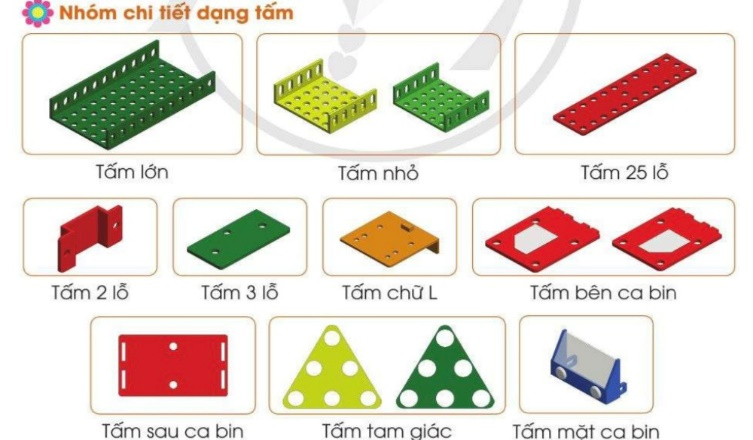 Nhóm chi tiết dạng tấm
Tấm lớn
Tấm nhỏ
Tấm 25 lỗ
Tấm 2 lỗ
Tấm 3 lỗ
Tấm chữ L
Tấm bên ca bin
Tấm sau ca bin
Tấm tam giác
Tấm mặt ca bin